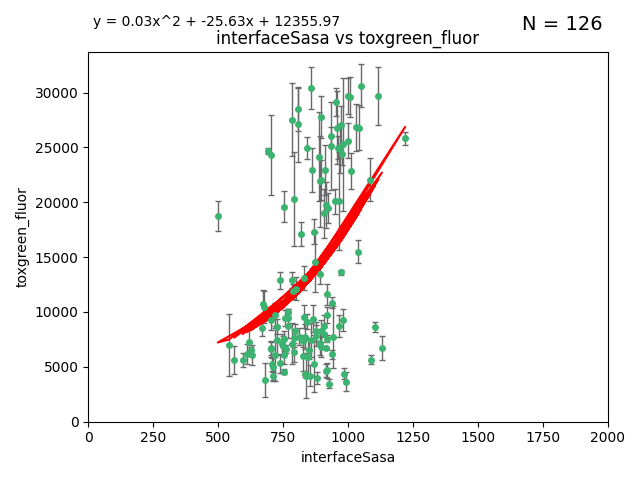 y = 0.03x^2 + -25.63x + 12355.97
N = 126
interfaceSasa vs toxgreen_fluor
30000
25000
20000
15000
10000
5000
0
toxgreen_fluor
0 250 500 750 1000 1250 1500 1750 2000
interfaceSasa